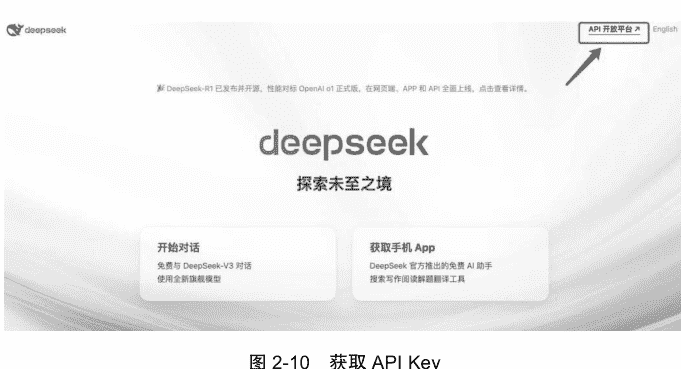 deepseek
API 开放平台 ↗
English
DeepSeek-R1 已发布并开源，性能对标 OpenAI o1 正式版，在网页端、APP 和 API 全面上线，点击查看详情。
deepseek
探索未至之境
开始对话
免费与 DeepSeek-V3 对话
使用全新旗舰模型
获取手机 App
DeepSeek 官方推出的免费 AI 助手
搜索写作阅读解题翻译工具
图 2-10 获取 API Key